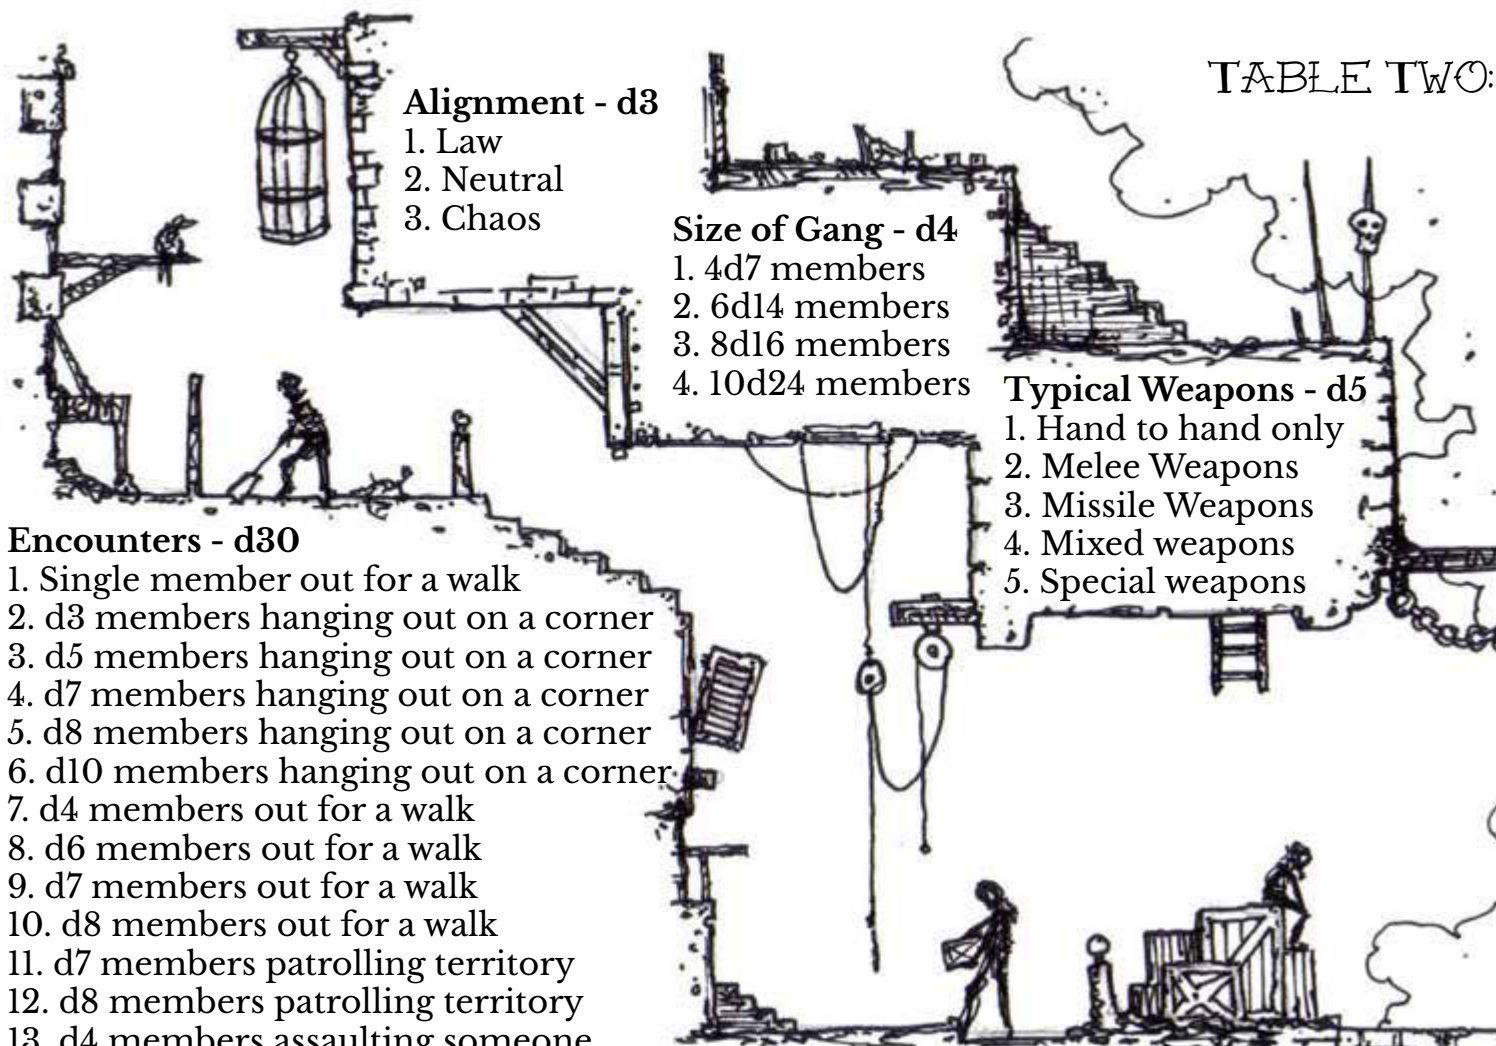 TABLE TWO:
Alignment - d3
1. Law
2. Neutral
3. Chaos
Size of Gang - d4
1. 4d7 members
2. 6d14 members
3. 8d16 members
4. 10d24 members
Typical Weapons - d5
1. Hand to hand only
2. Melee Weapons
3. Missile Weapons
4. Mixed weapons
5. Special weapons
Encounters - d30
1. Single member out for a walk
2. d3 members hanging out on a corner
3. d5 members hanging out on a corner
4. d7 members hanging out on a corner
5. d8 members hanging out on a corner
6. d10 members hanging out on a corner
7. d4 members out for a walk
8. d6 members out for a walk
9. d7 members out for a walk
10. d8 members out for a walk
11. d7 members patrolling territory
12. d8 members patrolling territory
13. d4 members assaulting someone